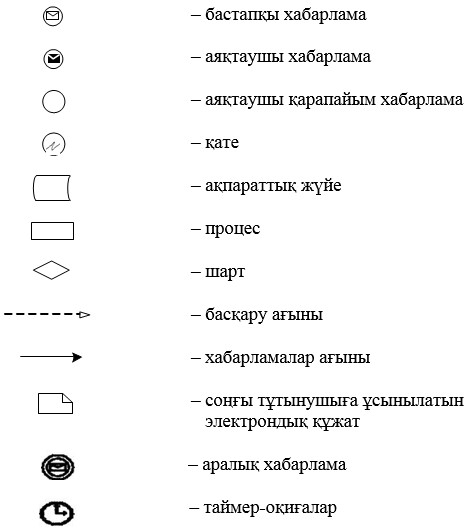 – бастапқы хабарлама
– аяқтаушы хабарлама
– аяқтаушы қарапайым хабарлама
– қате
– ақпараттық жүйе
– процес
– шарт
– басқару ағыны
– хабарламалар ағыны
– соңғы тұтынушыға ұсынылатын
электрондық құжат
– аралық хабарлама
– таймер-оқиғалар